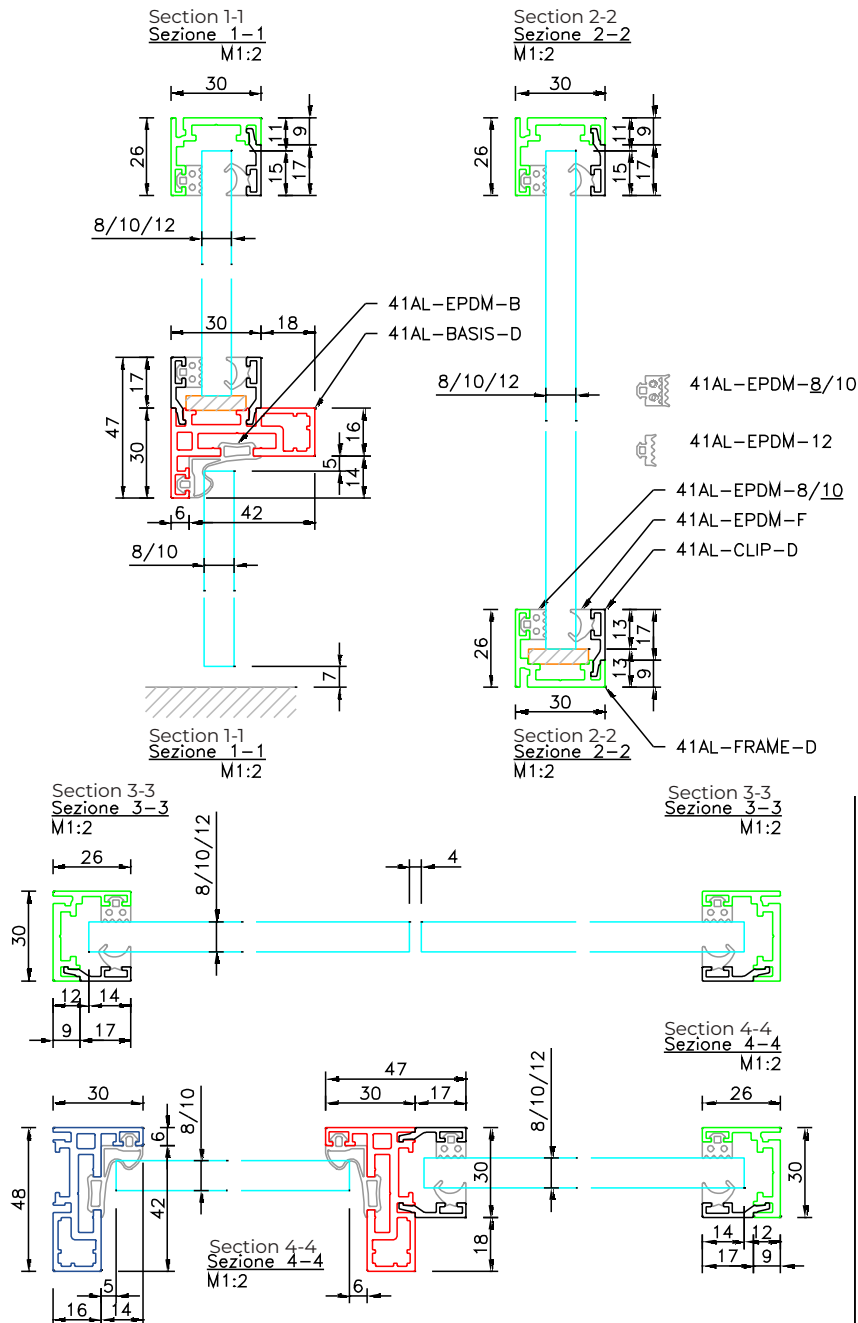 Section 1-1
Sezione 1-1
M1:2
Section 2-2
Sezione 2-2
M1:2
30
26
11
9
15
17
8/10/12
30
26
11
9
15
17
41AL-EPDM-B
41AL-BASIS-D
30
18
17
47
30
16
5
14
6
42
8/10
7
8/10/12
41AL-EPDM-8/10
41AL-EPDM-12
41AL-EPDM-8/10
41AL-EPDM-F
41AL-CLIP-D
26
13
17
13
9
30
41AL-FRAME-D
Section 1-1
Sezione 1-1
M1:2
Section 2-2
Sezione 2-2
M1:2
Section 3-3
Sezione 3-3
M1:2
Section 3-3
Sezione 3-3
M1:2
26
30
8/10/12
4
12
14
9
17
Section 4-4
Sezione 4-4
M1:2
30
6
48
42
8/10
47
30
17
30
18
8/10/12
26
30
14
12
17
9
Section 4-4
Sezione 4-4
M1:2
5
16
14
6